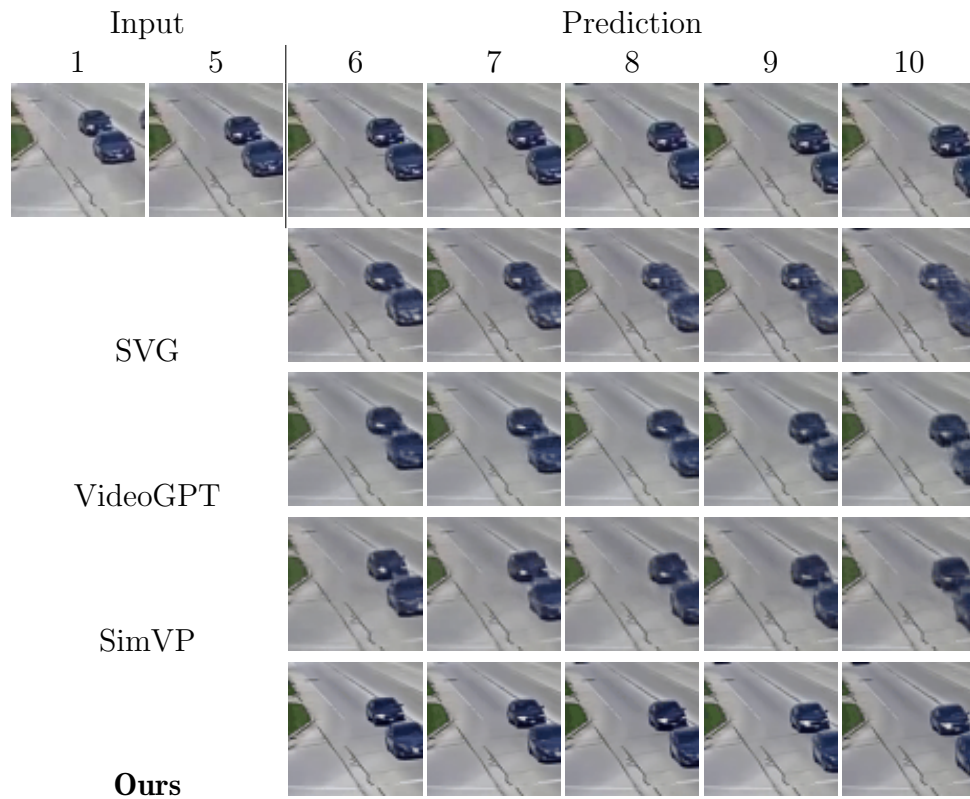 Input Prediction
1 5 6 7 8 9 10
SVG
VideoGPT
SimVP
Ours